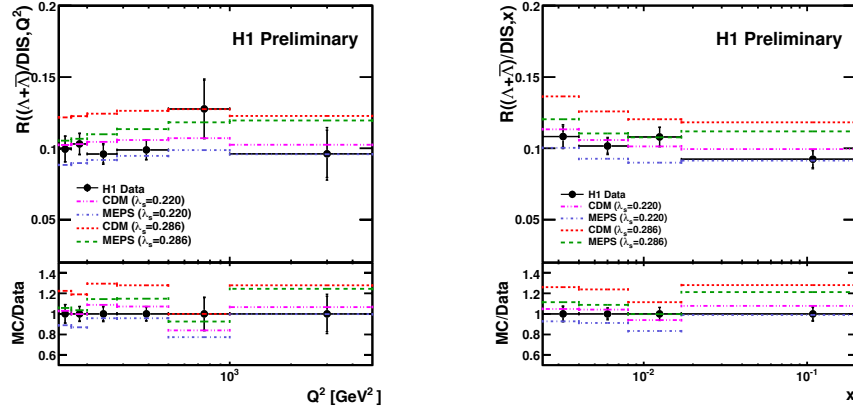 0.2
0.15
0.1
0.05
R((Λ+Λ̅)/DIS,Q²)
H1 Preliminary
H1 Data
CDM (λₛ=0.220)
MEPS (λₛ=0.220)
CDM (λₛ=0.286)
MEPS (λₛ=0.286)
1.4
1.2
1
0.8
0.6
MC/Data
10³
Q² [GeV²]
0.2
0.15
0.1
0.05
R((Λ+Λ̅)/DIS,x)
H1 Preliminary
H1 Data
CDM (λₛ=0.220)
MEPS (λₛ=0.220)
CDM (λₛ=0.286)
MEPS (λₛ=0.286)
1.4
1.2
1
0.8
0.6
MC/Data
10⁻² 10⁻¹
x